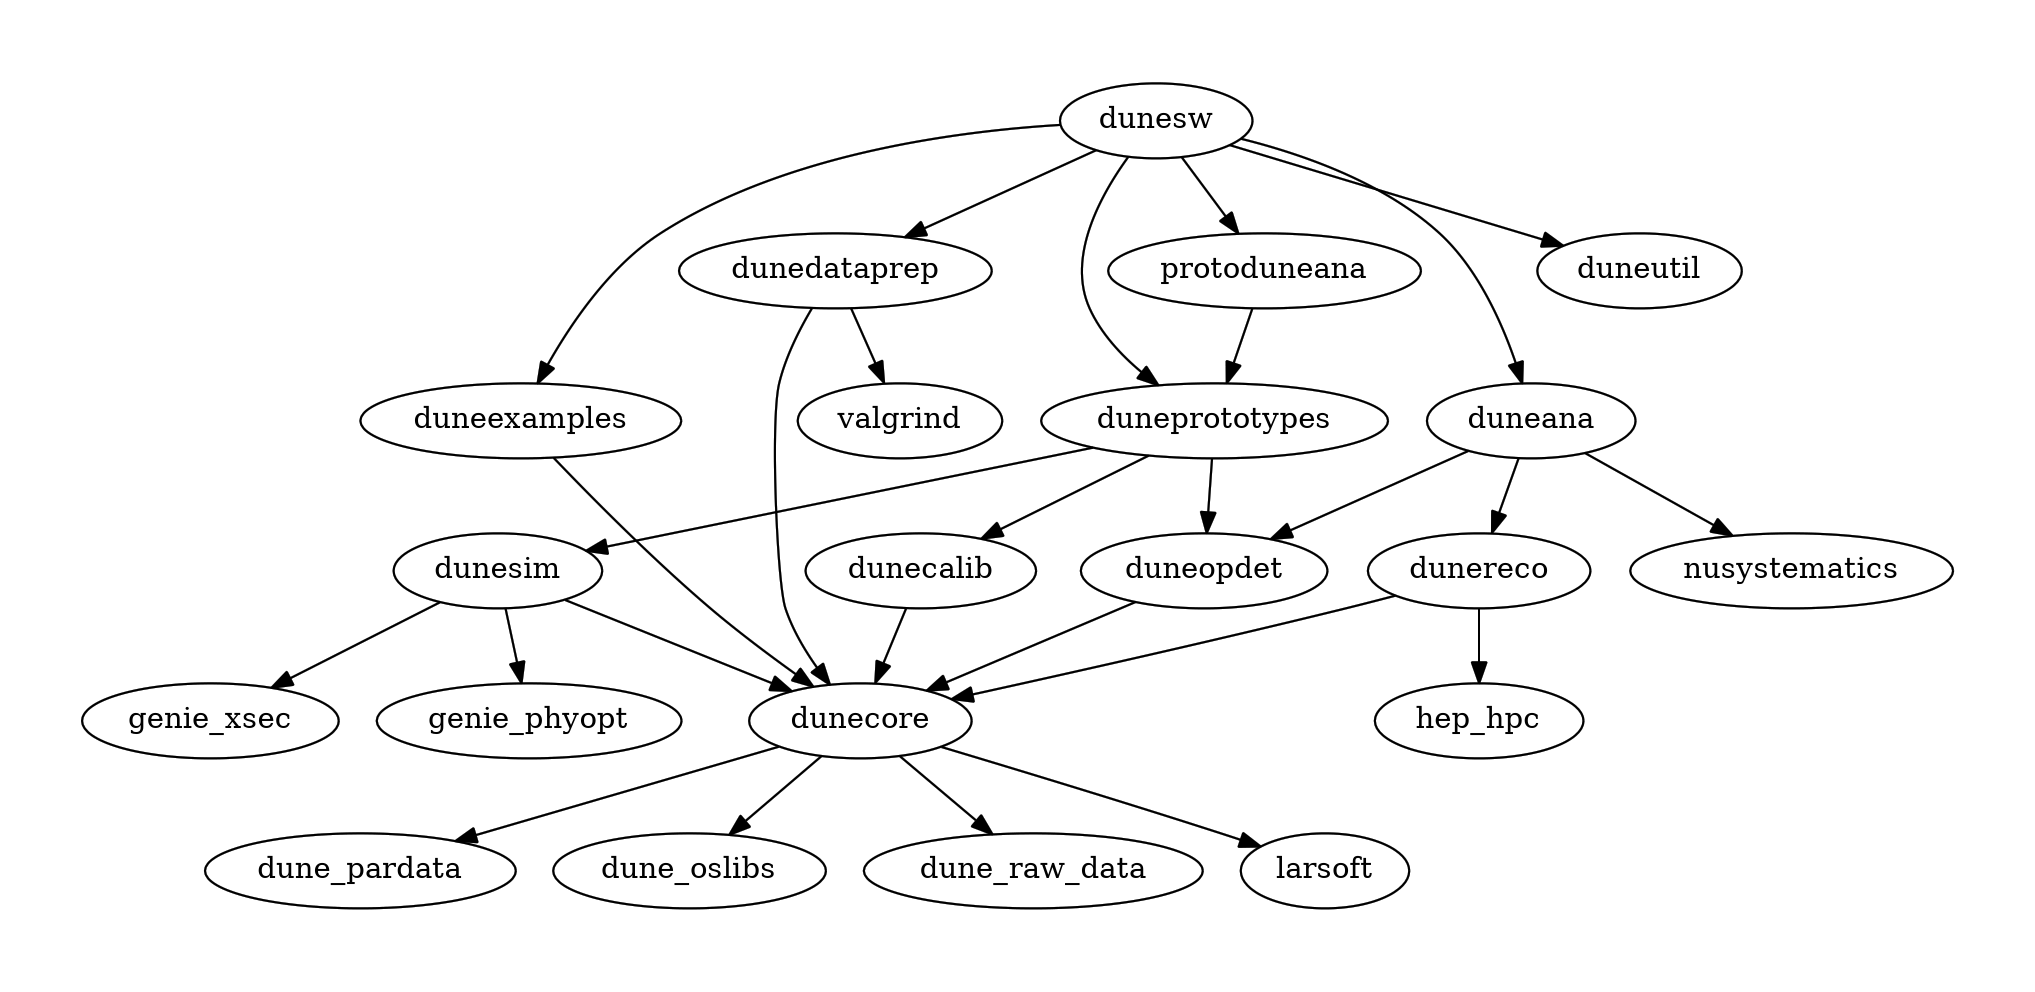 dunesw
dunedataprep
protoduneana
duneutil
duneexamples
valgrind
duneprototypes
duneana
dunesim
dunecalib
duneopdet
dunereco
nusystematics
genie_xsec
genie_phyopt
dunecore
hep_hpc
dune_pardata
dune_oslibs
dune_raw_data
larsoft